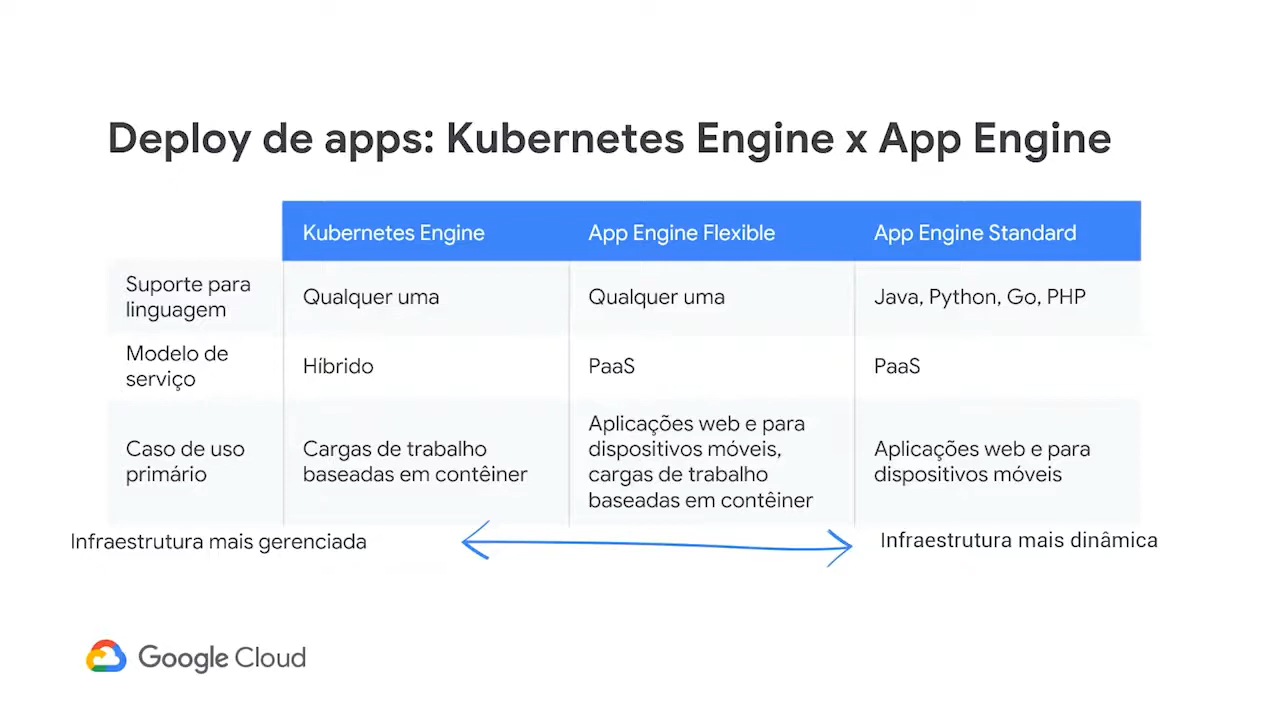 Deploy de apps: Kubernetes Engine x App Engine
Kubernetes Engine
App Engine Flexible
App Engine Standard
Suporte para
linguagem
Qualquer uma
Qualquer uma
Java, Python, Go, PHP
Modelo de
serviço
Híbrido
PaaS
PaaS
Caso de uso
primário
Cargas de trabalho
baseadas em contêiner
Aplicações web e para
dispositivos móveis,
cargas de trabalho
baseadas em contêiner
Aplicações web e para
dispositivos móveis
Infraestrutura mais gerenciada
Infraestrutura mais dinâmica
Google Cloud